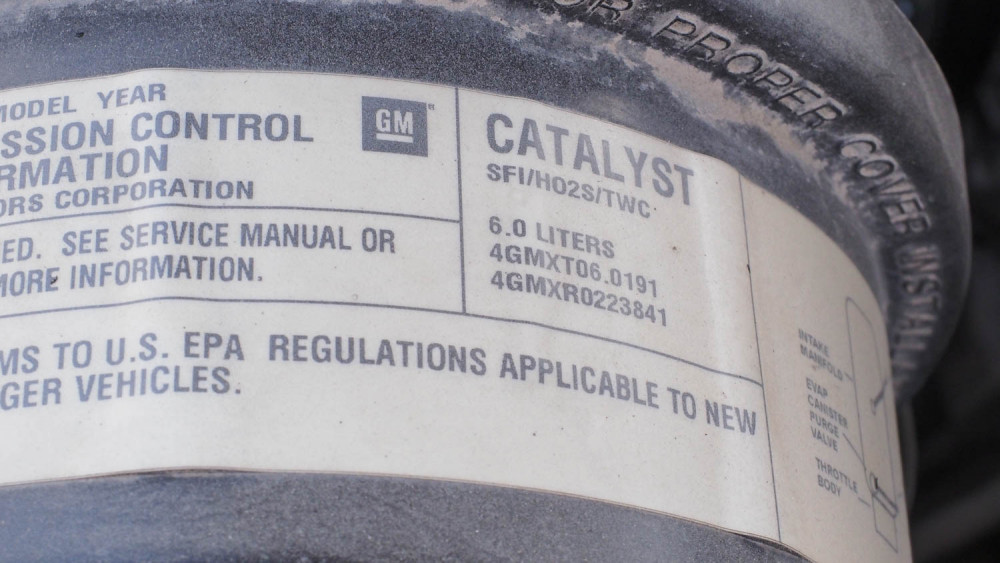 OR PROPER COVER INSTALL
MODEL YEAR
SSION CONTROL
RMATION
ORS CORPORATION
GM
ED. SEE SERVICE MANUAL OR
MORE INFORMATION.
CATALYST
SFI/HO2S/TWC
6.0 LITERS
4GMXT06.0191
4GMXR0223841
MS TO U.S. EPA REGULATIONS APPLICABLE TO NEW
GER VEHICLES.
INTAKE
MANIFOLD
EVAP
CANISTER
PURGE
VALVE
THROTTLE
BODY